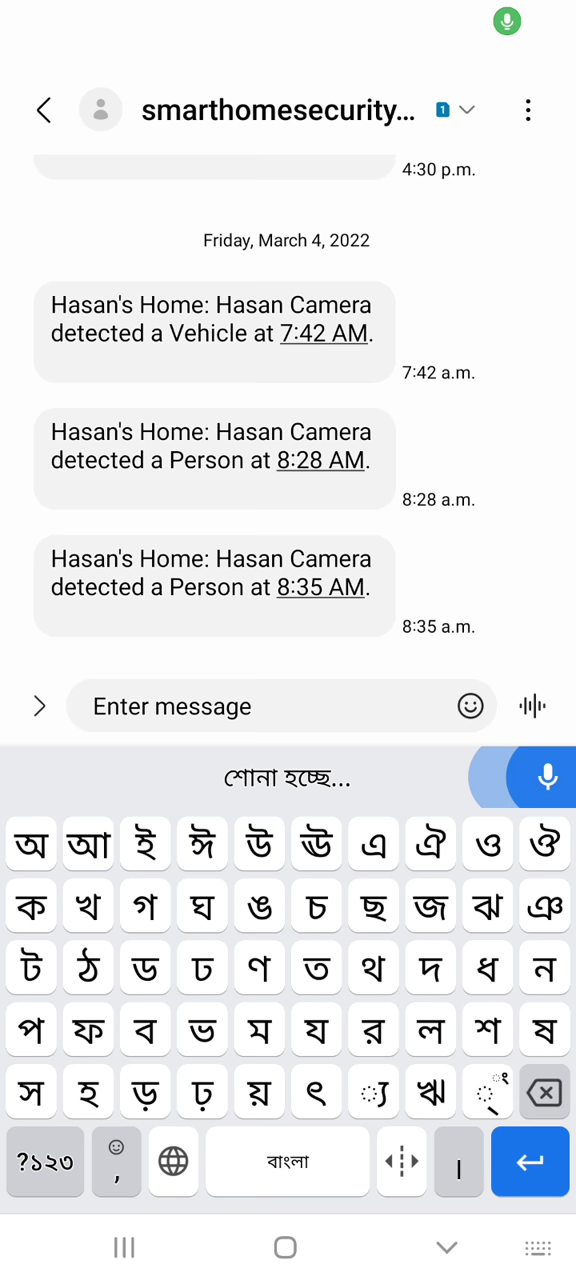 smarthomesecurity... 1
4:30 p.m.
Friday, March 4, 2022
Hasan's Home: Hasan Camera
detected a Vehicle at 7:42 AM.
7:42 a.m.
Hasan's Home: Hasan Camera
detected a Person at 8:28 AM.
8:28 a.m.
Hasan's Home: Hasan Camera
detected a Person at 8:35 AM.
8:35 a.m.
Enter message
শোনা হচ্ছে...
অ আ ই ঈ উ ঊ এ ঐ ও ঔ
ক খ গ ঘ ঙ চ ছ জ ঝ ঞ
ট ঠ ড ঢ ণ ত থ দ ধ ন
প ফ ব ভ ম য র ল শ ষ
স হ ড় ঢ় য় ৎ ্য ঋ ঁ ্
?১২৩ , বাংলা ।